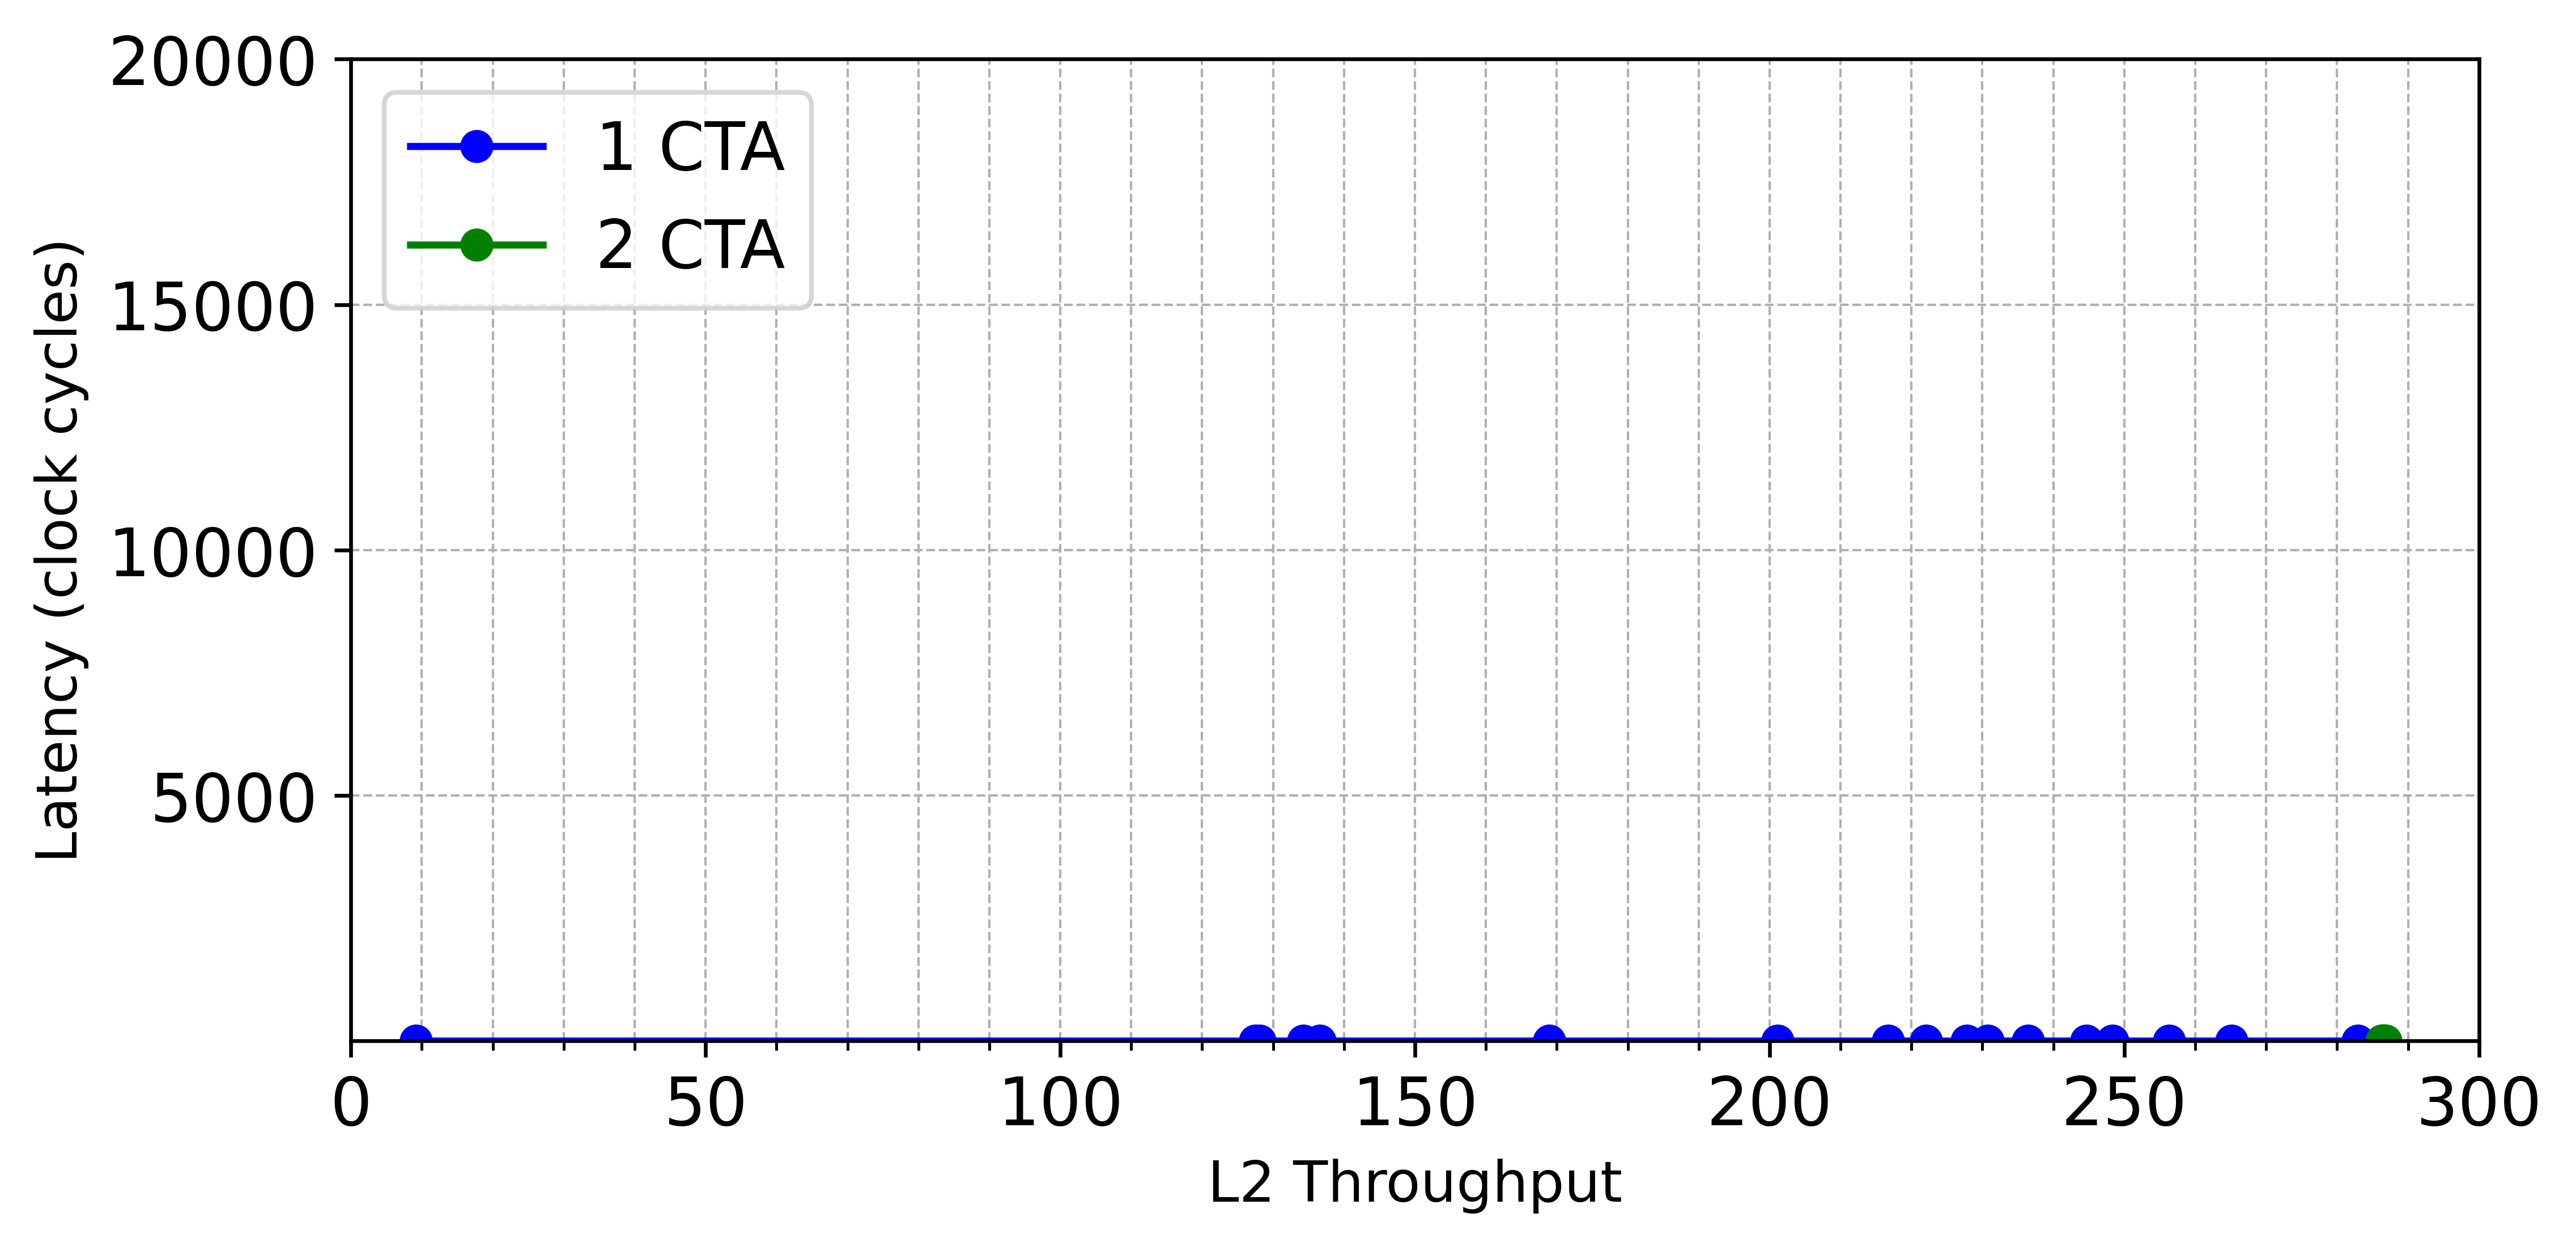 20000
15000
10000
5000
Latency (clock cycles)
1 CTA
2 CTA
0 50 100 150 200 250 300
L2 Throughput